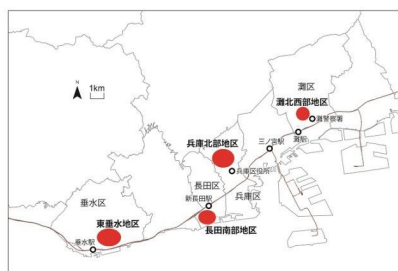 灘区
灘北西部地区
灘警察署
灘駅
三ノ宮駅
1km
N
兵庫北部地区
兵庫区役所
長田区
兵庫区
新長田駅
長田南部地区
垂水区
東垂水地区
垂水駅